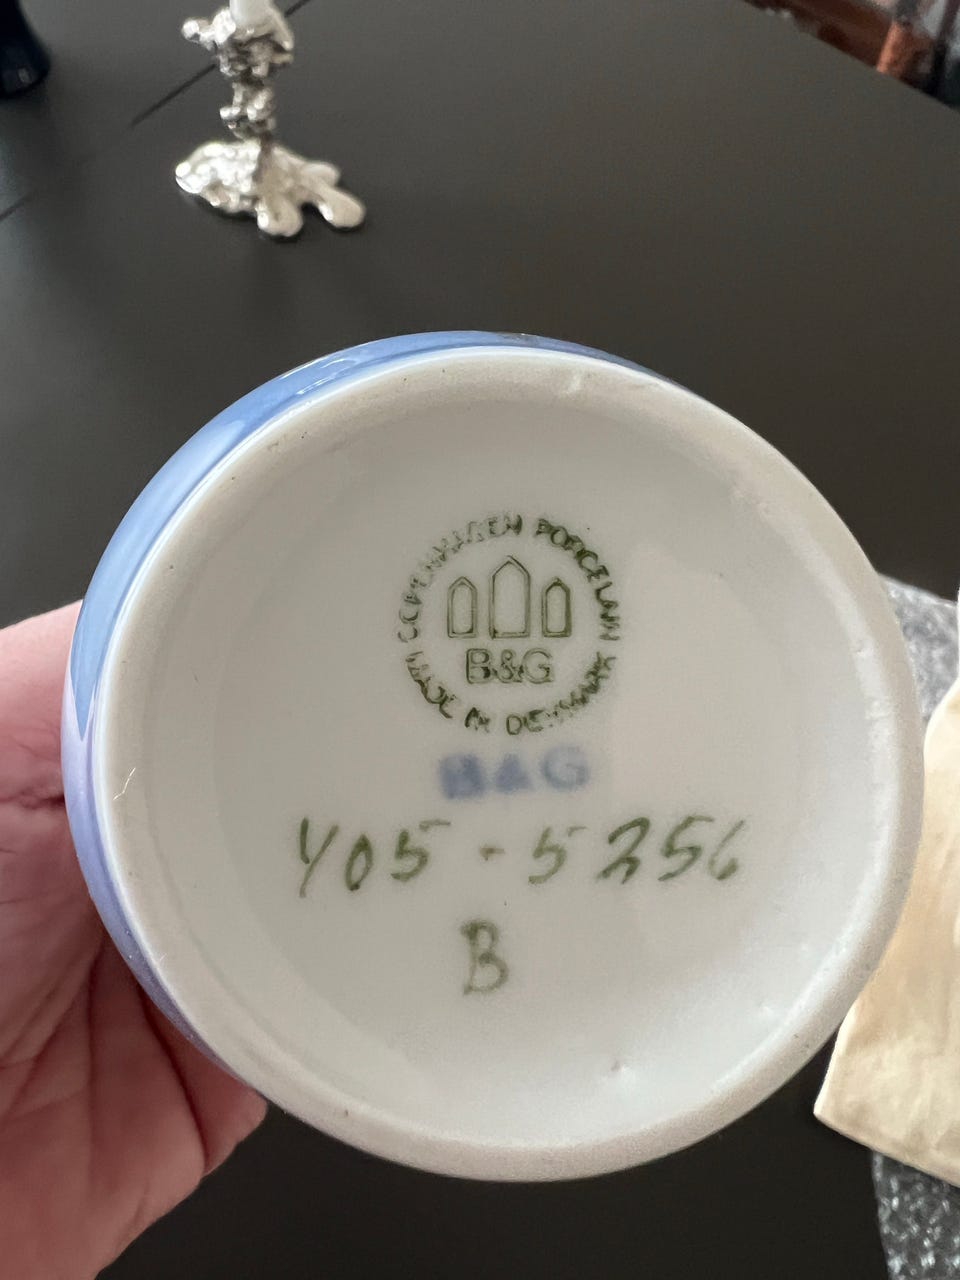 COPENHAGEN PORCELAIN
B&G
MADE IN DENMARK
B&G
405-5256
B